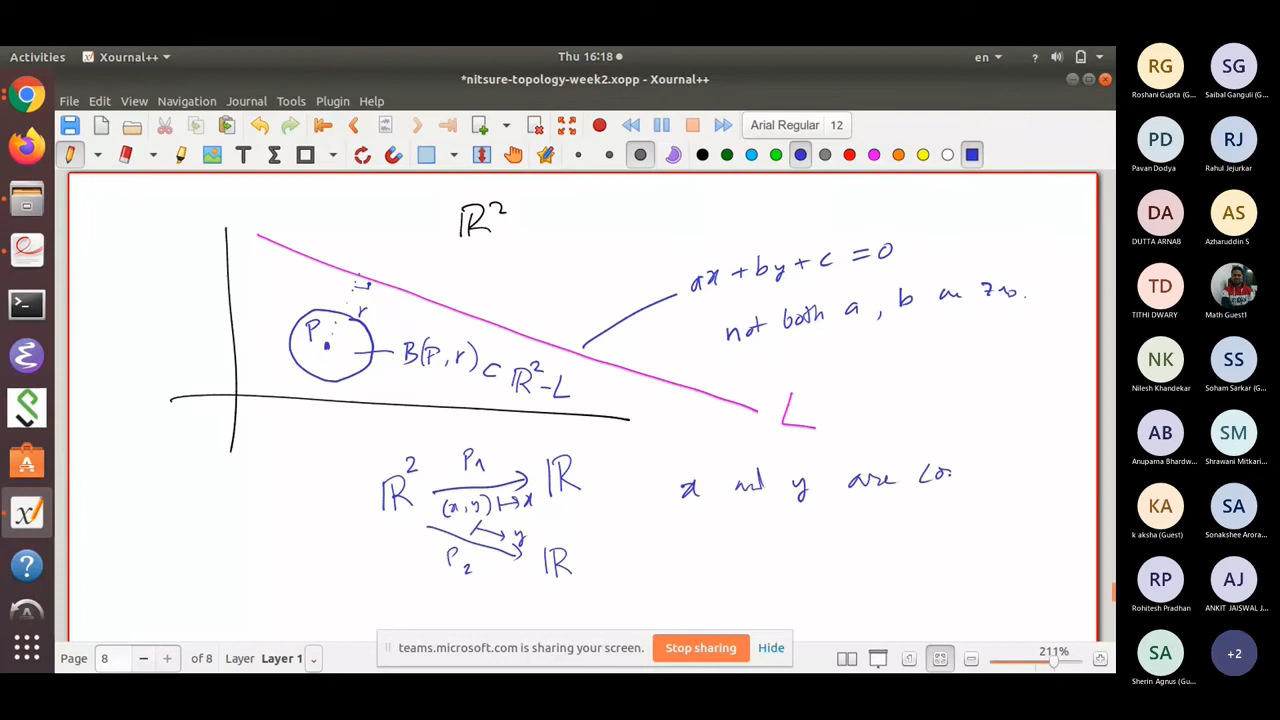 Activities
Xournal++
Thu 16:18
en
*nitsure-topology-week2.xopp - Xournal++
File Edit View Navigation Journal Tools Plugin Help
Arial Regular 12
ℝ²
ax + by + c = 0
not both a, b are zero.
P
r
B(P, r) ⊂ ℝ² - L
L
ℝ² P₁ ℝ
(x, y) ↦ x
↦ y
P₂ ℝ
x and y are co
teams.microsoft.com is sharing your screen. Stop sharing Hide
Page 8 of 8 Layer Layer 1
211%
RG
Roshani Gupta (G...
SG
Saibal Ganguli (G...
PD
Pavan Dodya
RJ
Rahul Jejurkar
DA
DUTTA ARNAB
AS
Azharuddin S
TD
TITHI DWARY
Math Guest1
NK
Nilesh Khandekar
SS
Soham Sarkar (G...
AB
Anupama Bhardw...
SM
Shrawani Mitkari...
KA
k aksha (Guest)
SA
Sonakshee Arora...
RP
Rohitesh Pradhan
AJ
ANKIT JAISWAL J...
SA
Sherin Agnus (Gu...
+2